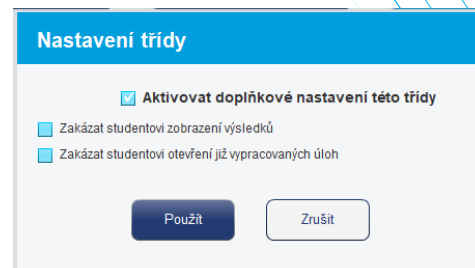 Nastavení třídy
Aktivovat doplňkové nastavení této třídy
Zakázat studentovi zobrazení výsledků
Zakázat studentovi otevření již vypracovaných úloh
Použít
Zrušit